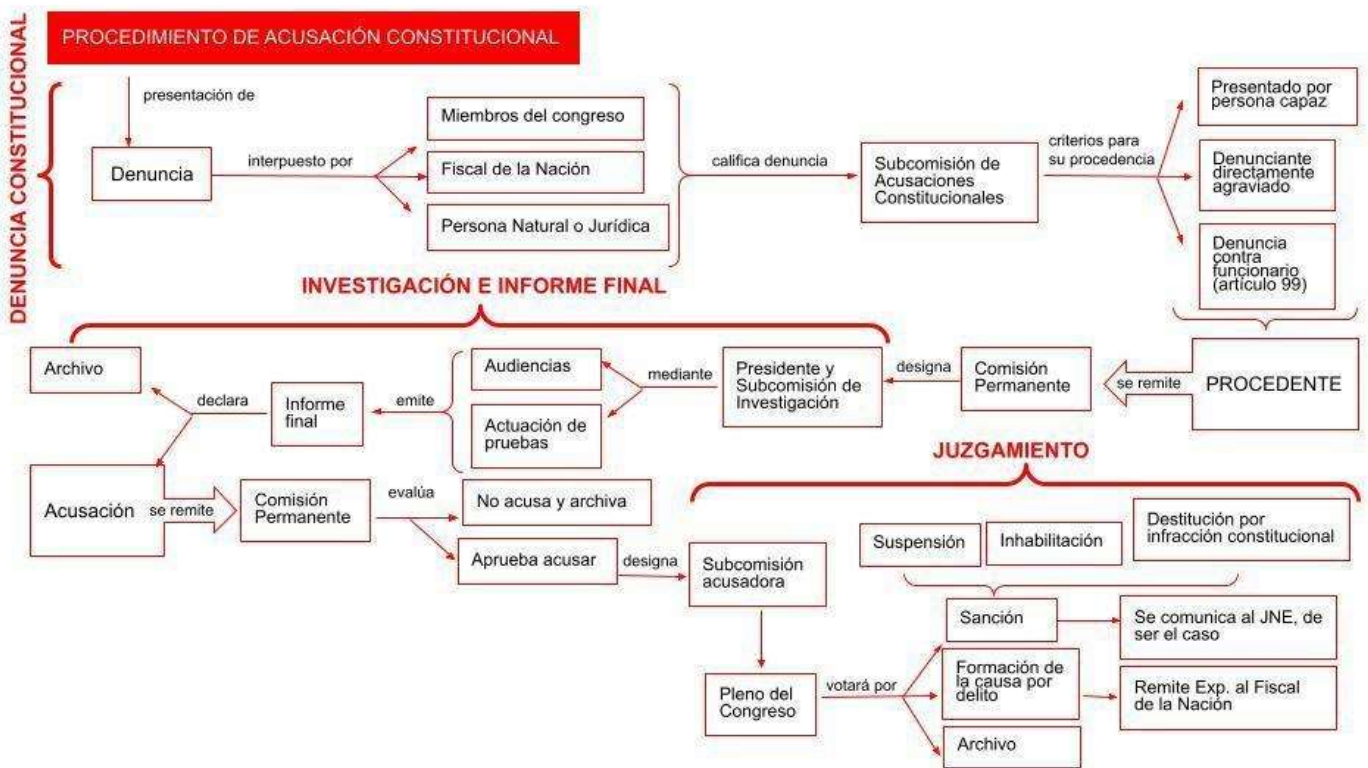 PROCEDIMIENTO DE ACUSACIÓN CONSTITUCIONAL
DENUNCIA CONSTITUCIONAL
presentación de
Denuncia
interpuesto por
Miembros del congreso
Fiscal de la Nación
Persona Natural o Jurídica
califica denuncia
Subcomisión de
Acusaciones
Constitucionales
criterios para
su procedencia
Presentado por
persona capaz
Denunciante
directamente
agraviado
Denuncia
contra
funcionario
(artículo 99)
INVESTIGACIÓN E INFORME FINAL
PROCEDENTE
se remite
Comisión
Permanente
designa
Presidente y
Subcomisión de
Investigación
mediante
Audiencias
Actuación de
pruebas
emite
Informe
final
declara
Archivo
Acusación
se remite
Comisión
Permanente
evalúa
No acusa y archiva
Aprueba acusar
designa
JUZGAMIENTO
Subcomisión
acusadora
Pleno del
Congreso
votará por
Suspensión
Inhabilitación
Destitución por
infracción constitucional
Sanción
Se comunica al JNE, de
ser el caso
Formación de
la causa por
delito
Remite Exp. al Fiscal
de la Nación
Archivo